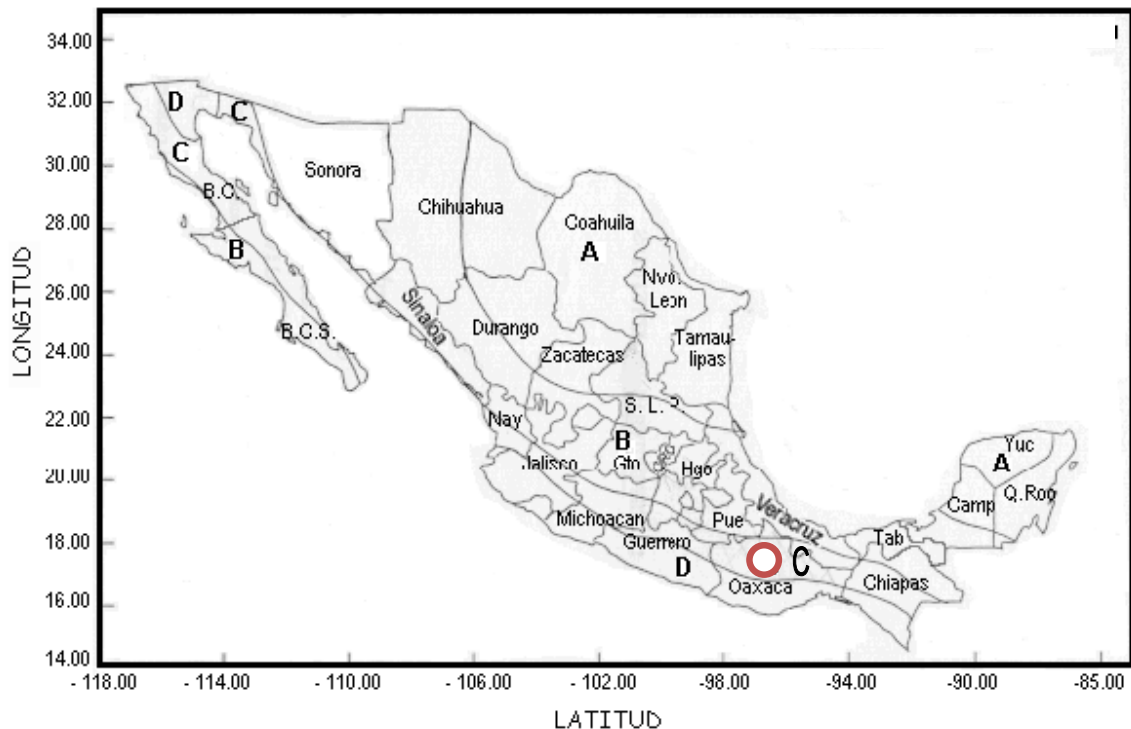 34.00
32.00
30.00
28.00
26.00
24.00
22.00
20.00
18.00
16.00
14.00
LONGITUD
D
C
C
Sonora
B.C.
Chihuahua
Coahuila
B
A
Nvo.
Leon
Sinaloa
B.C.S.
Durango
Tamau-
lipas
Zacatecas
S. L. P.
Nay
B
Yuc
Jalisco
Gto
Qro
Hgo
A
Q.Roo
Camp
Michoacan
Pue
Veracruz
Tab
Guerrero
D
C
Oaxaca
Chiapas
- 118.00 - 114.00 - 110.00 - 106.00 - 102.00 -98.00 -94.00 -90.00 -85.00
LATITUD